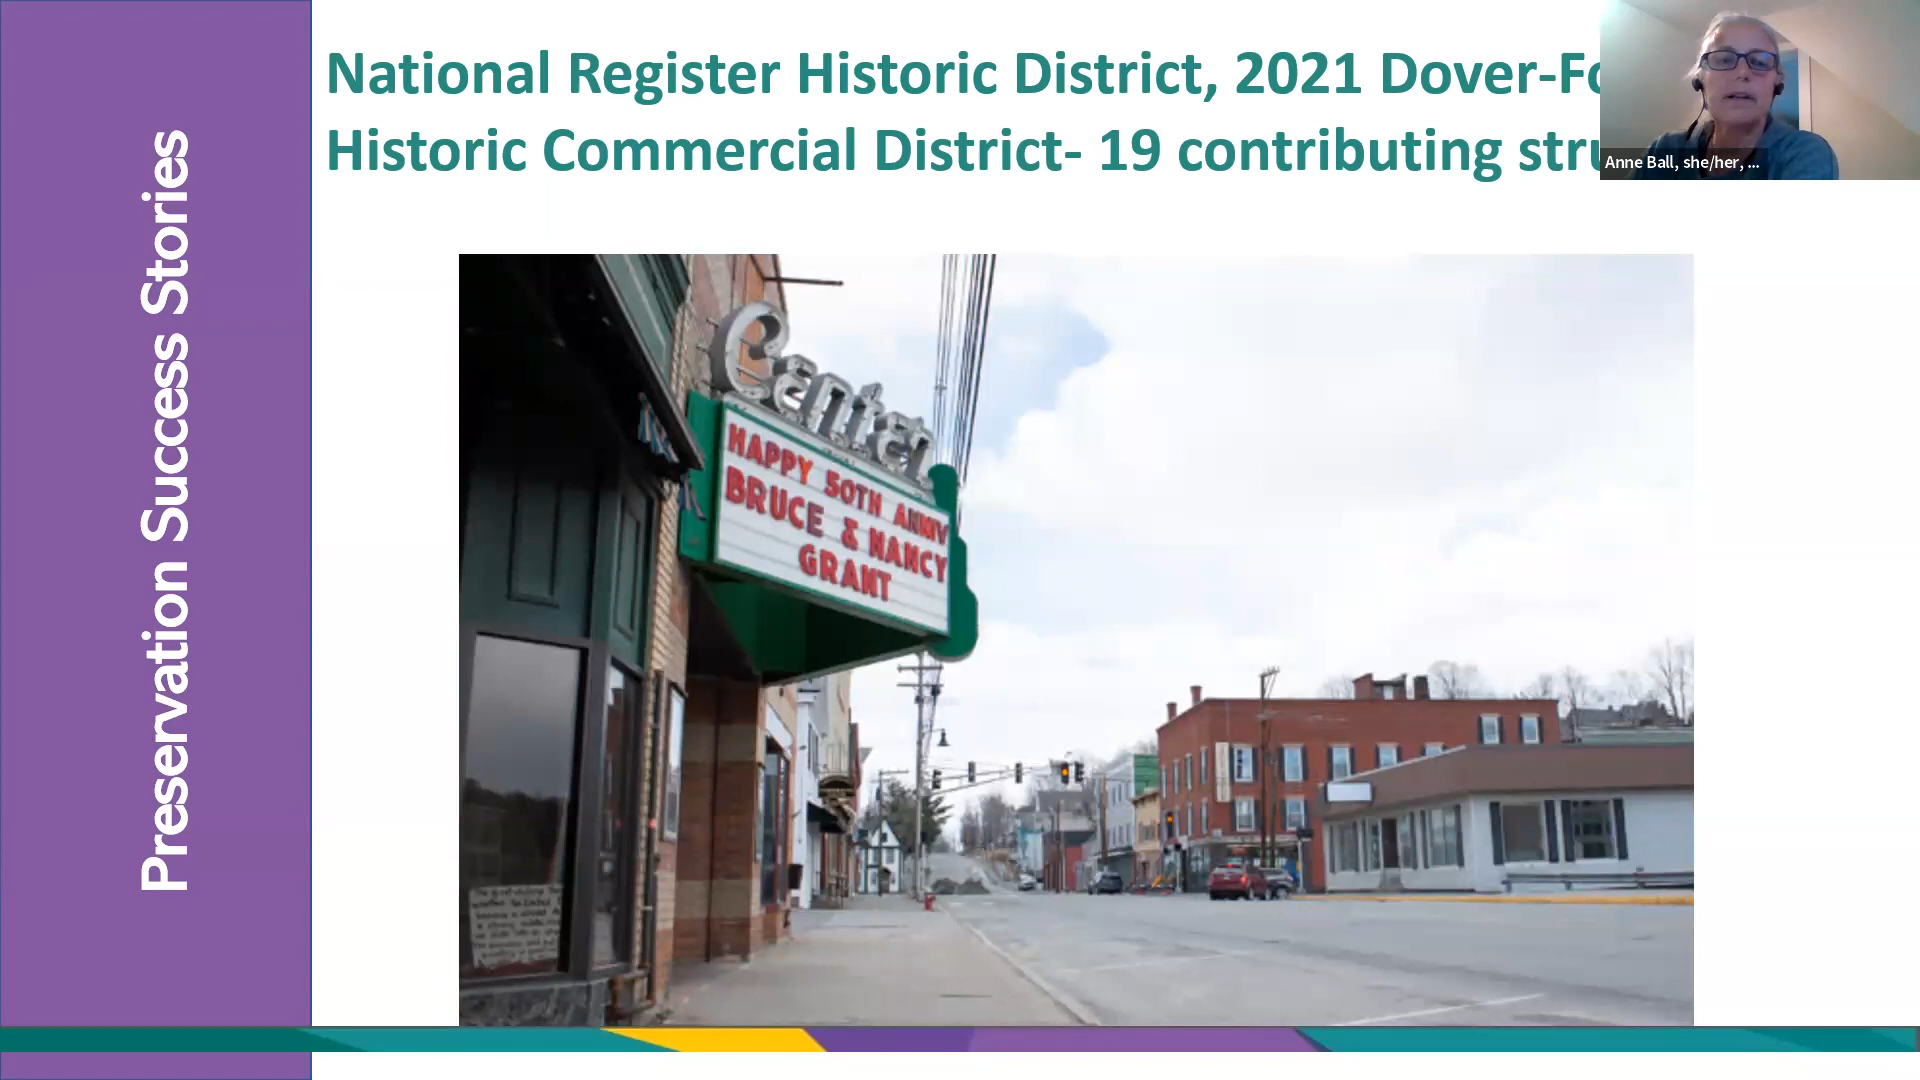 National Register Historic District, 2021 Dover-Fo
Historic Commercial District- 19 contributing stru
Anne Ball, she/her, ...
Preservation Success Stories
Center
HAPPY 50TH ANNIV
BRUCE & NANCY
GRANT